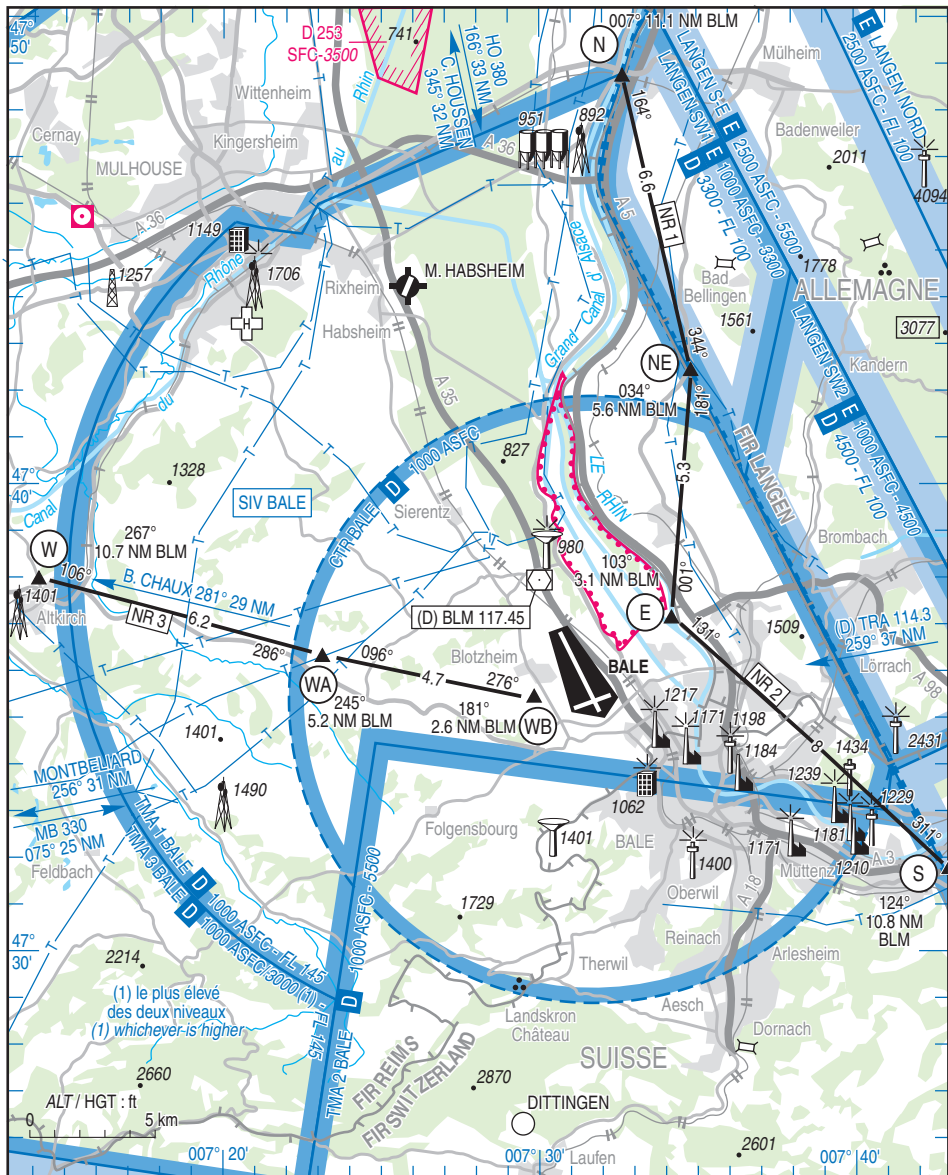 47°
50'
D 253
SFC-3500
741
Rhin
au
HO 380
166° 33 NM
C. HOUSSEN
345° 32 NM
N
007° 11.1 NM BLM
Mülheim
LANGEN S-E E 2500 ASFC-5500
LANGEN SW1 E 1000 ASFC-3300
D 3300 - FL 100
E LANGEN NORD
2500 ASFC - FL 100
Badenweiler
2011
4094
Wittenheim
Cernay
Kingersheim
MULHOUSE
951
892
A 36
164°
6.6
NR 1
A 5
A 36
1149
1257
Rhône
1706
Rixheim
M. HABSHEIM
Habsheim
Grand Canal d'Alsace
Bad
Bellingen
1778
ALLEMAGNE
1561
3077
Kandern
344°
NE
181°
034°
5.6 NM BLM
A 35
du
Canal
LANGEN SW2 E 1000 ASFC - 4500
D 4500 - FL 100
FIR LANGEN
CTR BALE D 1000 ASFC
827
LE
RHIN
5.3
1328
47°
40'
SIV BALE
Sierentz
980
Brombach
W
267°
10.7 NM BLM
106°
B. CHAUX 281° 29 NM
1401
Altkirch
NR 3
6.2
286°
(D) BLM 117.45
103°
3.1 NM BLM
001°
E
131°
1509
(D) TRA 114.3
259° 37 NM
Lörrach
A 98
096°
4.7
276°
Blotzheim
BALE
NR 2
WA
245°
5.2 NM BLM
181°
2.6 NM BLM
WB
1401
1217
1171
1198
1184
8
1434
2431
MONTBELIARD
256° 31 NM
1490
1239
1229
MB 330
075° 25 NM
1062
Folgensbourg
1401
BALE
1400
1171
1181
1210
311°
Feldbach
TMA 1 BALE D 1000 ASFC - FL 145
TMA 3 BALE D 1000 ASFC/3000 (1) - FL 145
1000 ASFC - 5500
D
TMA 2 BALE
Oberwil
A 18
Muttenz
A 3
S
124°
10.8 NM
BLM
1729
Reinach
Arlesheim
47°
30'
2214
Therwil
(1) le plus élevé
des deux niveaux
(1) whichever is higher
Aesch
Landskron
Château
Dornach
SUISSE
FIR REIMS
FIR SWITZERLAND
2660
2870
ALT / HGT : ft
0
5 km
DITTINGEN
Laufen
2601
007° 20'
007° 30'
007° 40'